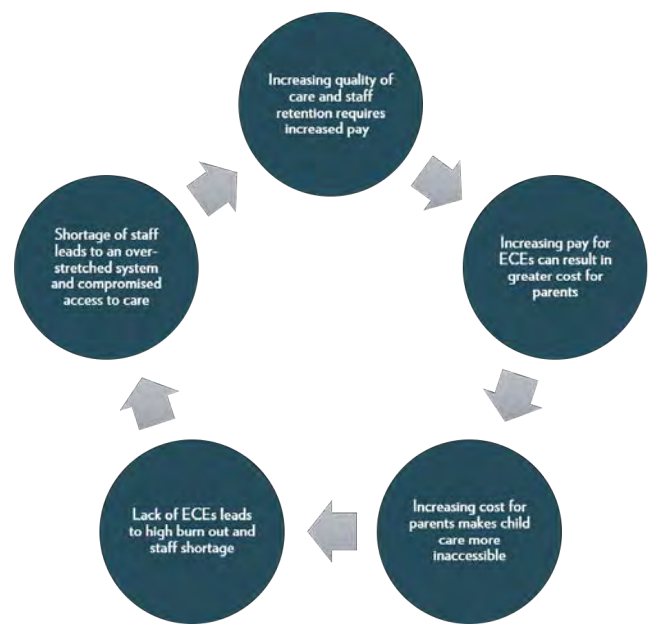 Increasing quality of
care and staff
retention requires
increased pay
Increasing pay for
ECEs can result in
greater cost for
parents
Increasing cost for
parents makes child
care more
inaccessible
Lack of ECEs leads
to high burn out and
staff shortage
Shortage of staff
leads to an over-
stretched system
and compromised
access to care